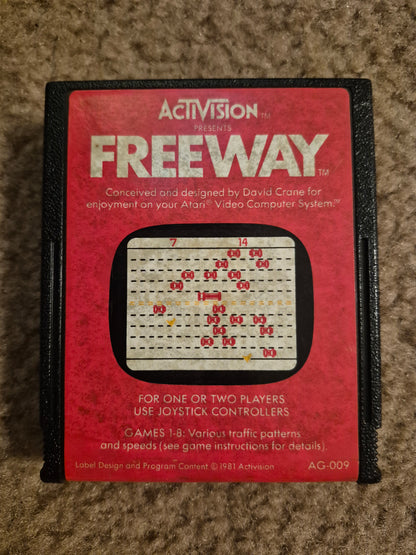 ACTIVISION TM
PRESENTS
FREEWAY TM
Conceived and designed by David Crane for
enjoyment on your Atari® Video Computer System.™
7 14
FOR ONE OR TWO PLAYERS
USE JOYSTICK CONTROLLERS
GAMES 1-8: Various traffic patterns
and speeds (see game instructions for details).
Label Design and Program Content © 1981 Activision AG-009